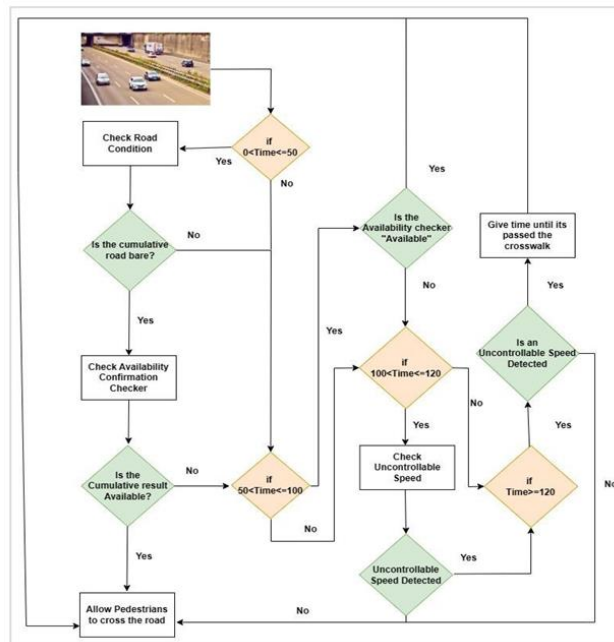 if
0<Time<=50
Check Road
Condition
Yes
No
Yes
Is the cumulative
road bare?
No
Is the
Availability checker
"Available"
Give time until its
passed the
crosswalk
No
Yes
Yes
Yes
Check Availability
Confirmation
Checker
if
100<Time<=120
Is an
Uncontrollable Speed
Detected
No
No
Yes
Yes
Check
Uncontrollable
Speed
Is the
Cumulative result
Available?
No
if
50<Time<=100
No
if
Time>=120
No
Yes
Uncontrollable
Speed Detected
Yes
Allow Pedestrians
to cross the road
No